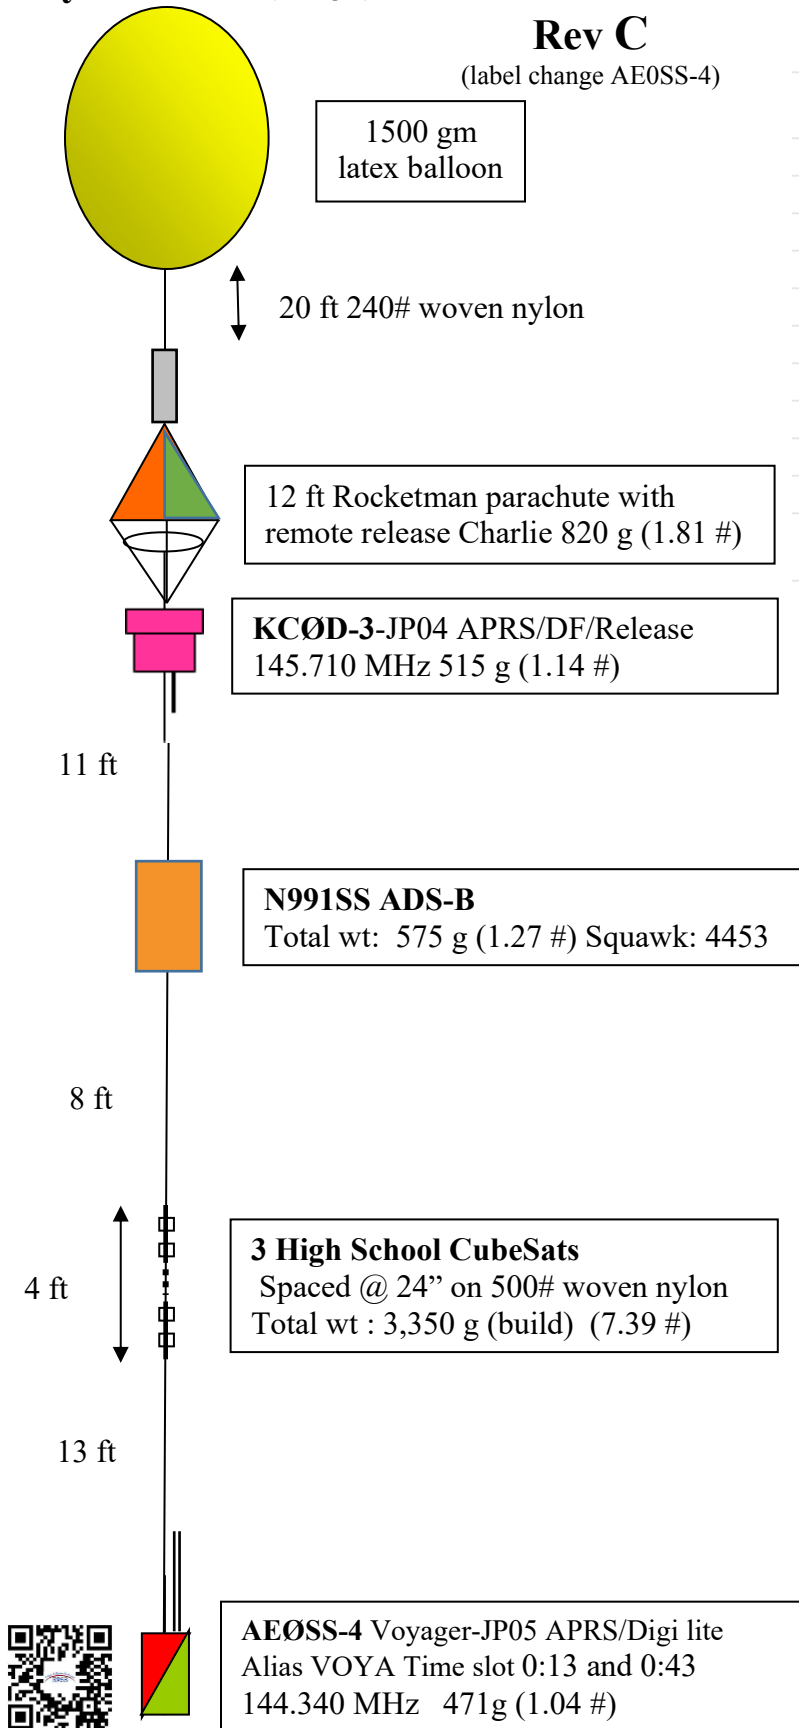 Rev C
(label change AE0SS-4)
1500 gm
latex balloon
20 ft 240# woven nylon
12 ft Rocketman parachute with
remote release Charlie 820 g (1.81 #)
KCØD-3-JP04 APRS/DF/Release
145.710 MHz 515 g (1.14 #)
11 ft
N991SS ADS-B
Total wt:  575 g (1.27 #) Squawk: 4453
8 ft
3 High School CubeSats
Spaced @ 24” on 500# woven nylon
Total wt : 3,350 g (build)  (7.39 #)
4 ft
13 ft
AEØSS-4 Voyager-JP05 APRS/Digi lite
Alias VOYA Time slot 0:13 and 0:43
144.340 MHz   471g (1.04 #)